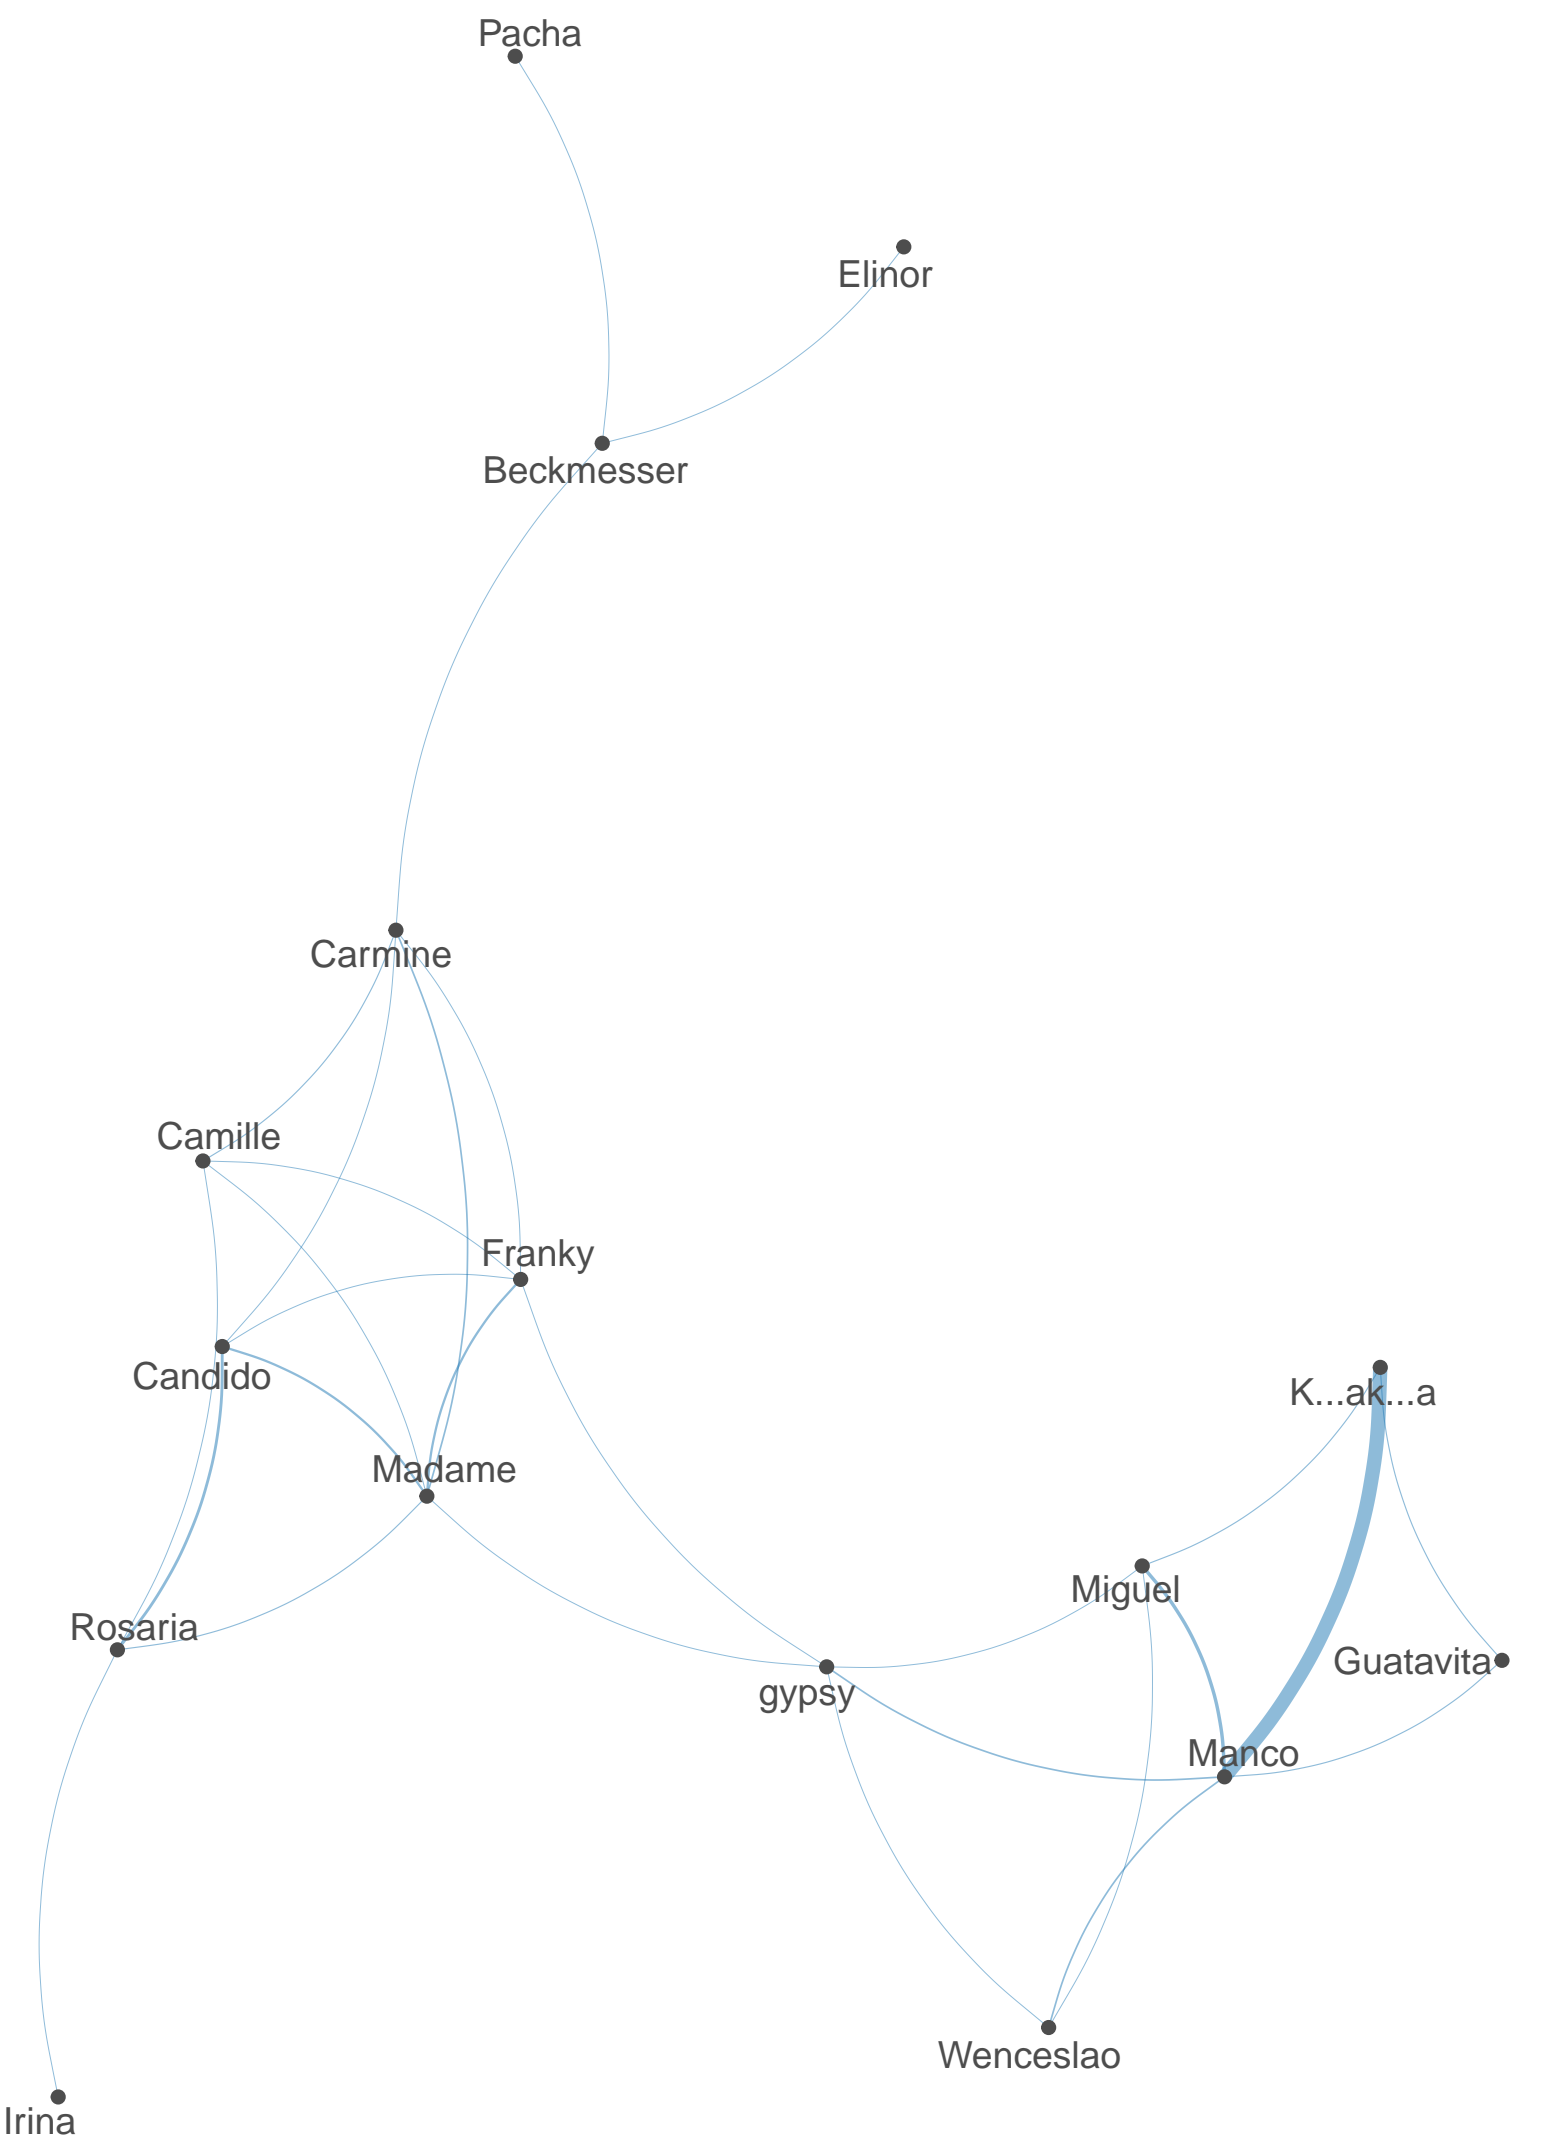 Pacha
Elinor
Beckmesser
Carmine
Camille
Franky
Candido
K...ak...a
Madame
Miguel
Rosaria
Guatavita
gypsy
Manco
Wenceslao
Irina